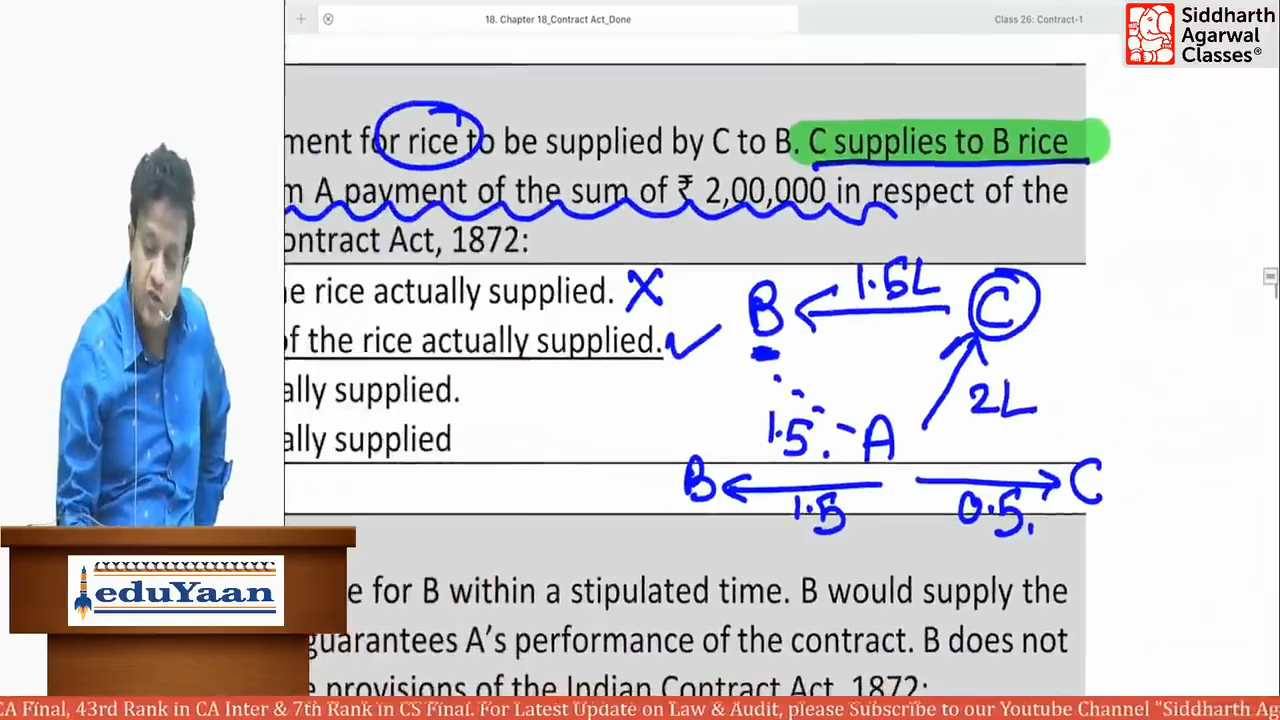 18. Chapter 18_Contract Act_Done
Class 26: Contract-1
Siddharth
Agarwal
Classes®
ment for rice to be supplied by C to B. C supplies to B rice
m A payment of the sum of ₹ 2,00,000 in respect of the
ontract Act, 1872:
e rice actually supplied. X
of the rice actually supplied. ✓
ally supplied.
ally supplied
B 1.5L C
2L
1.5 A
B 1.5 0.5 C
e for B within a stipulated time. B would supply the
guarantees A's performance of the contract. B does not
e provisions of the Indian Contract Act, 1872:
eduYaan
CA Final, 43rd Rank in CA Inter & 7th Rank in CS Final. For Latest Update on Law & Audit, please Subscribe to our Youtube Channel "Siddharth Ag